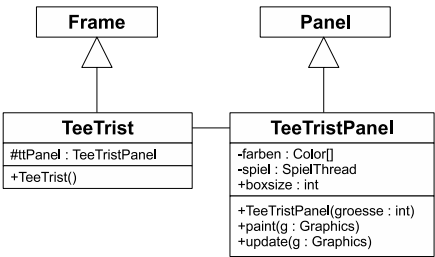 Frame
Panel
TeeTrist
#ttPanel : TeeTristPanel
+TeeTrist()
TeeTristPanel
-farben : Color[]
-spiel : SpielThread
+boxsize : int
+TeeTristPanel(groesse : int)
+paint(g : Graphics)
+update(g : Graphics)